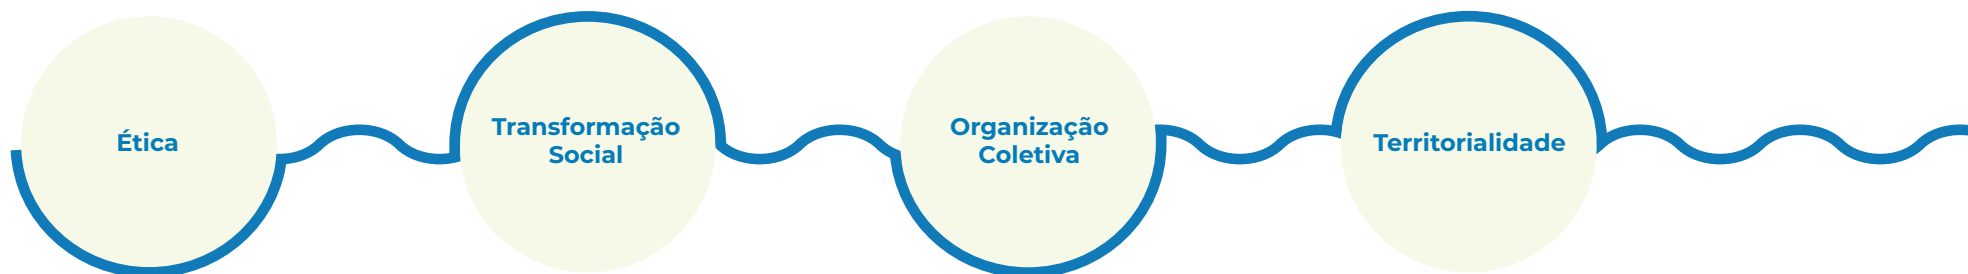 Ética
Transformação
Social
Organização
Coletiva
Territorialidade